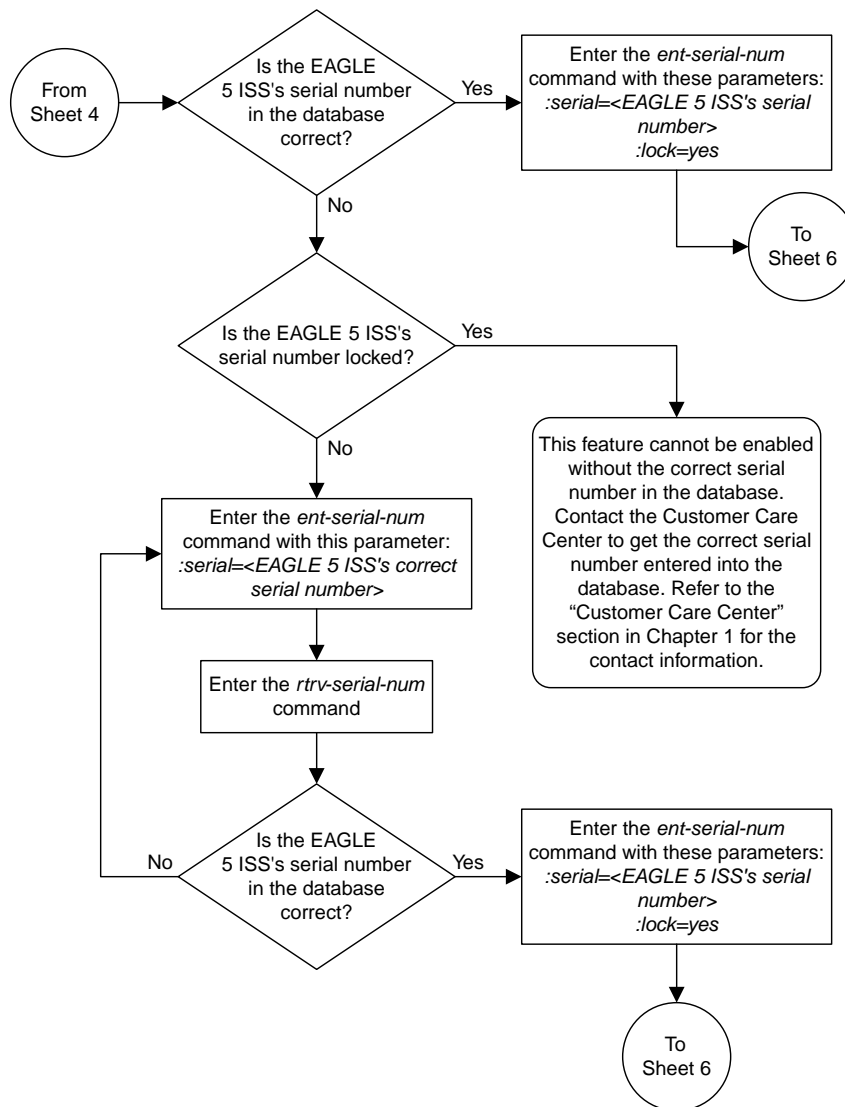 From
Sheet 4
Is the EAGLE
5 ISS's serial number
in the database
correct?
Yes
Enter the ent-serial-num
command with these parameters:
:serial=<EAGLE 5 ISS's serial
number>
:lock=yes
No
To
Sheet 6
Is the EAGLE 5 ISS's
serial number locked?
Yes
No
This feature cannot be enabled
without the correct serial
number in the database.
Contact the Customer Care
Center to get the correct serial
number entered into the
database. Refer to the
“Customer Care Center”
section in Chapter 1 for the
contact information.
Enter the ent-serial-num
command with this parameter:
:serial=<EAGLE 5 ISS's correct
serial number>
Enter the rtrv-serial-num
command
Is the EAGLE
5 ISS's serial number
in the database
correct?
No
Yes
Enter the ent-serial-num
command with these parameters:
:serial=<EAGLE 5 ISS's serial
number>
:lock=yes
To
Sheet 6